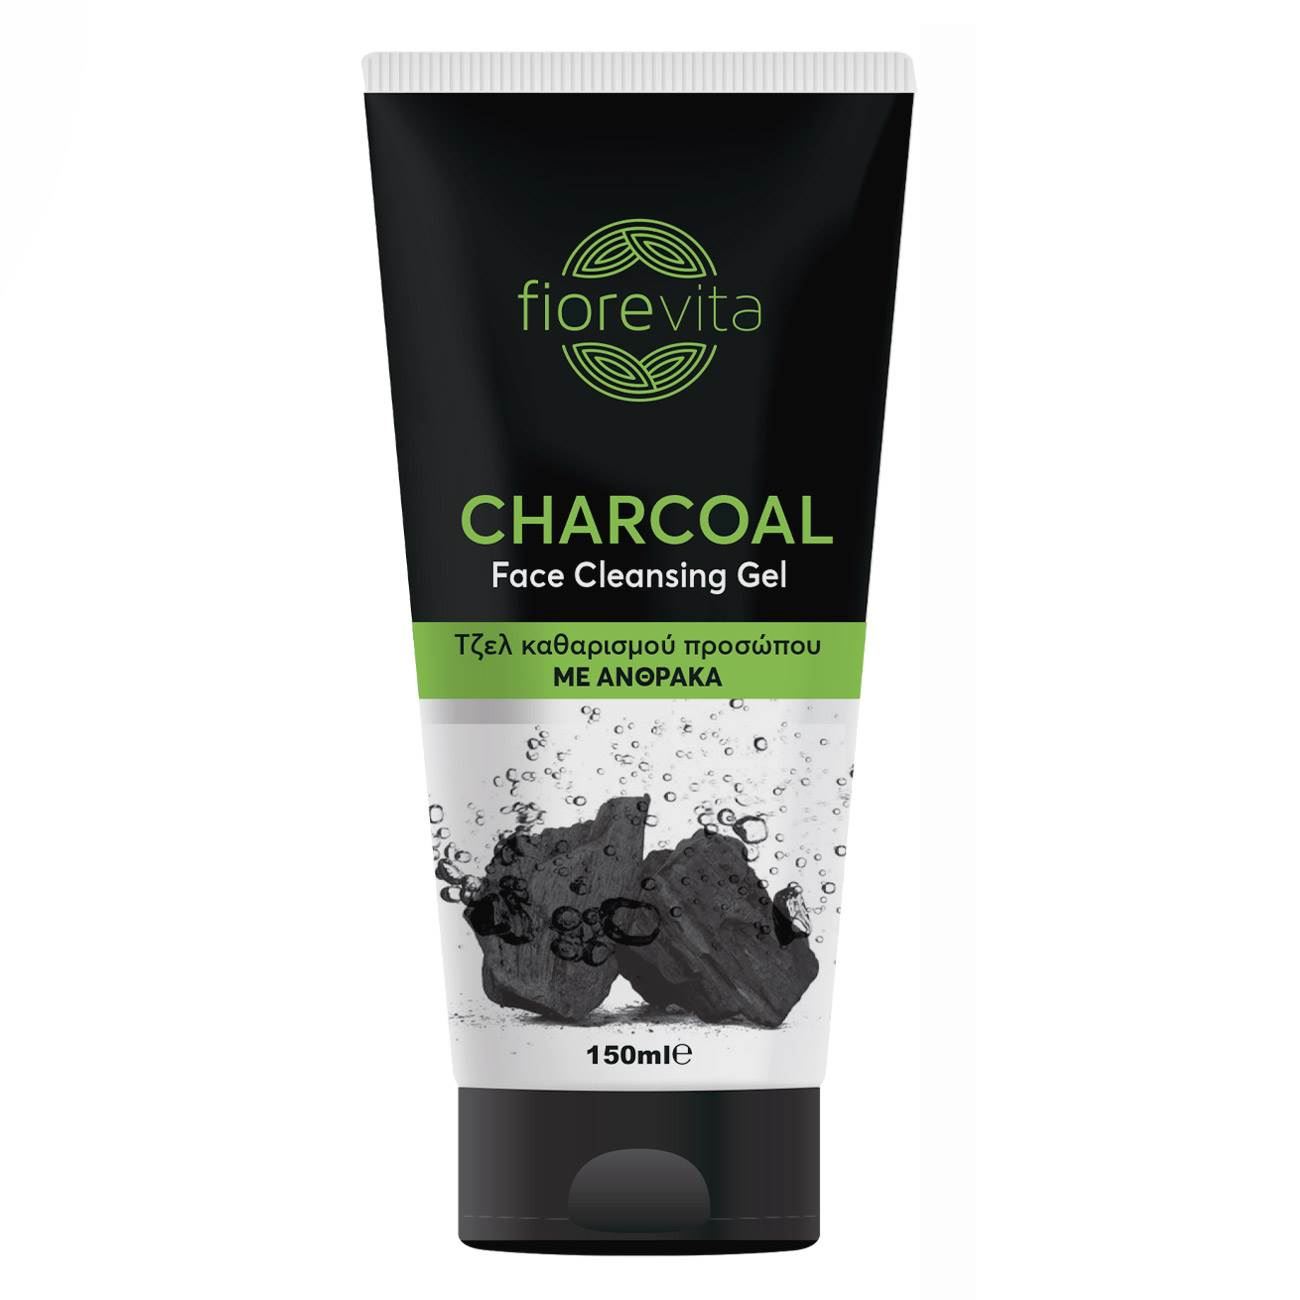 fiorevita
CHARCOAL
Face Cleansing Gel
Τζελ καθαρισμού προσώπου
ΜΕ ΑΝΘΡΑΚΑ
150ml℮